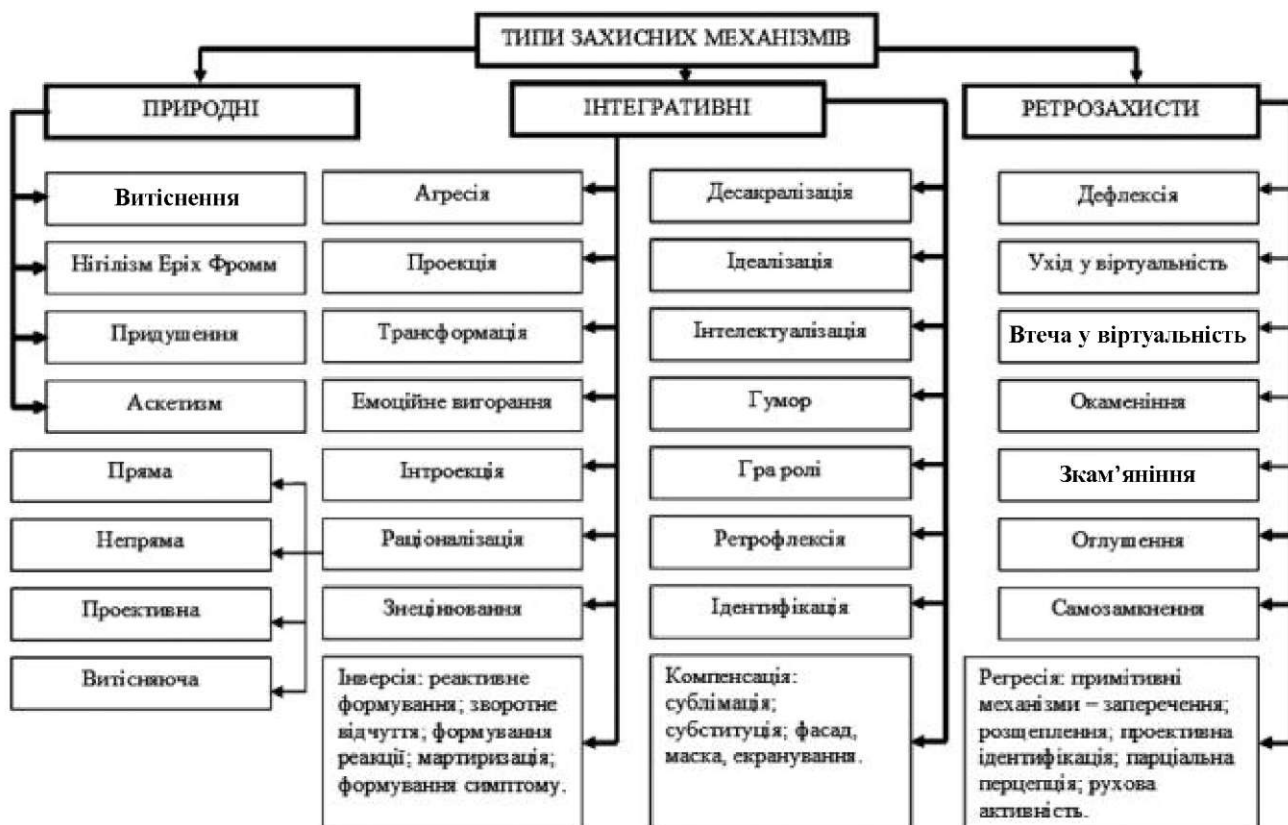 ТИПИ ЗАХИСНИХ МЕХАНІЗМІВ
ПРИРОДНІ
ІНТЕГРАТИВНІ
РЕТРОЗАХИСТИ
Витіснення
Нігілізм Еріх Фромм
Придушення
Аскетизм
Пряма
Непряма
Проективна
Витісняюча
Агресія
Проекція
Трансформація
Емоційне вигорання
Інтроекція
Раціоналізація
Знецінювання
Інверсія: реактивне
формування; зворотне
відчуття; формування
реакції; мартиризація;
формування симптому.
Десакралізація
Ідеалізація
Інтелектуалізація
Гумор
Гра ролі
Ретрофлексія
Ідентифікація
Компенсація:
сублімація;
субституція; фасад,
маска, екранування.
Дефлексія
Ухід у віртуальність
Втеча у віртуальність
Окаменіння
Зкам’яніння
Оглушення
Самозамкнення
Регресія: примітивні
механізми – заперечення;
розщеплення; проективна
ідентифікація; парціальна
перцепція; рухова
активність.